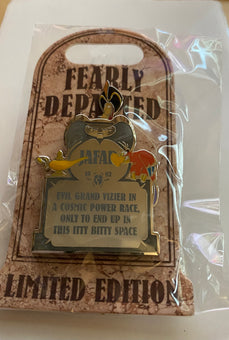 FEARLY
DEPARTED
JAFAR
EVIL GRAND VIZIER IN
A COSMIC POWER RACE,
ONLY TO END UP IN
THIS ITTY BITTY SPACE
LIMITED EDITION